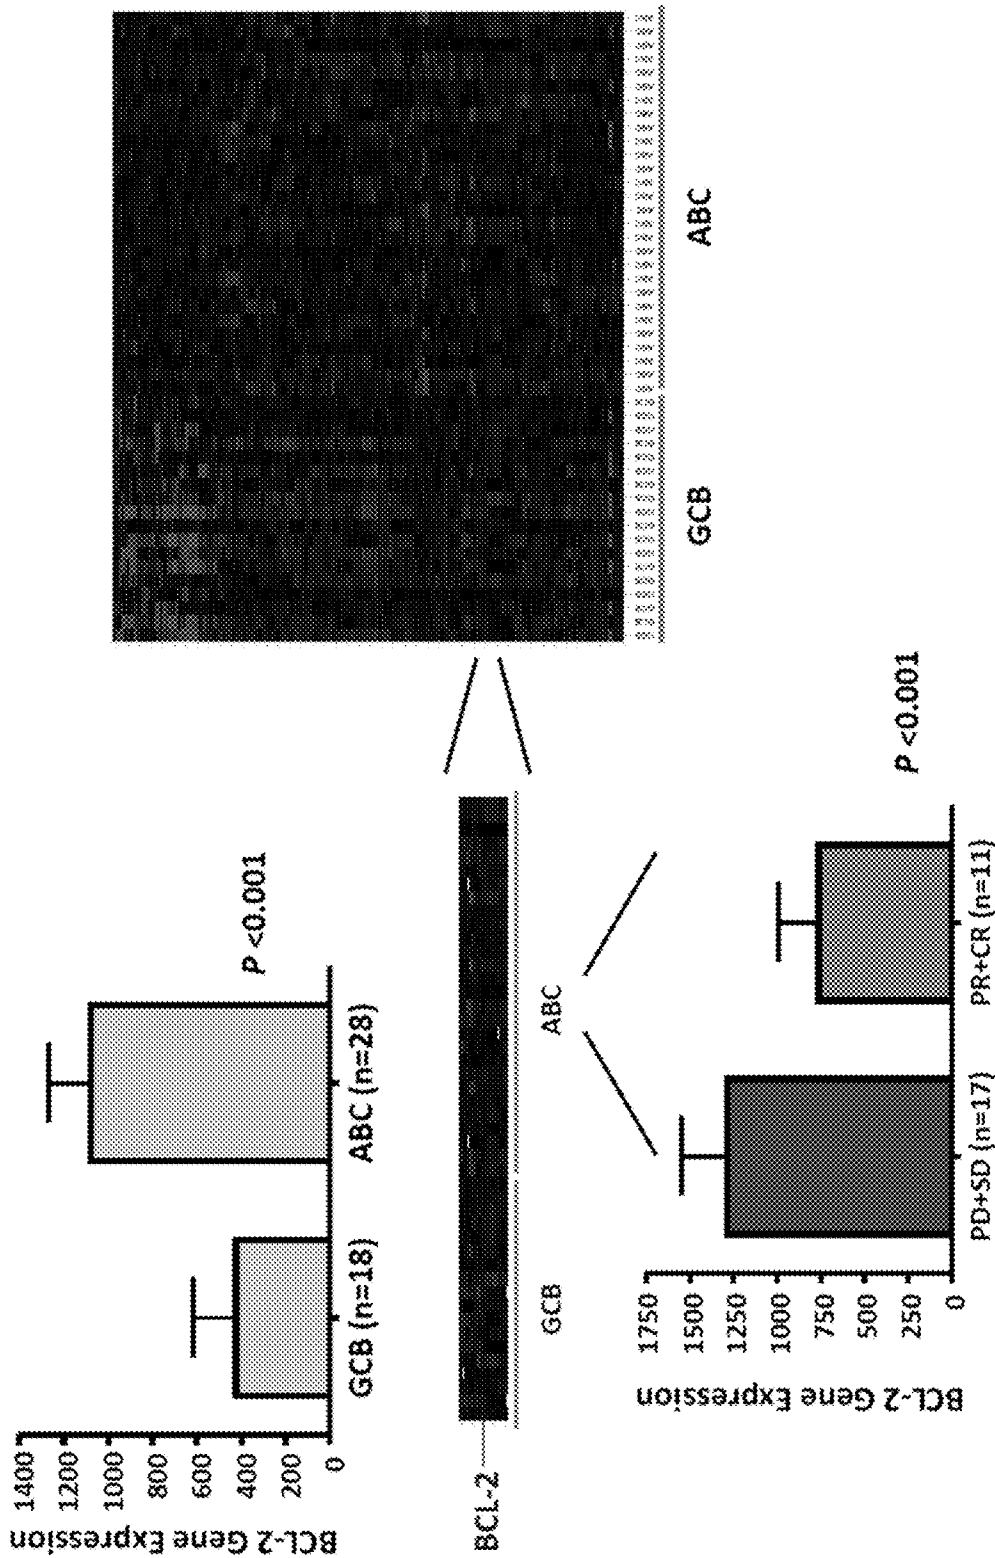 BCL-2 Gene Expression
1400
1200
1000
800
600
400
200
0
GCB (n=18)
ABC (n=28)
P <0.001
BCL-2
GCB
ABC
GCB
ABC
BCL-2 Gene Expression
1750
1500
1250
1000
750
500
250
0
PD+SD (n=17)
PR+CR (n=11)
P <0.001